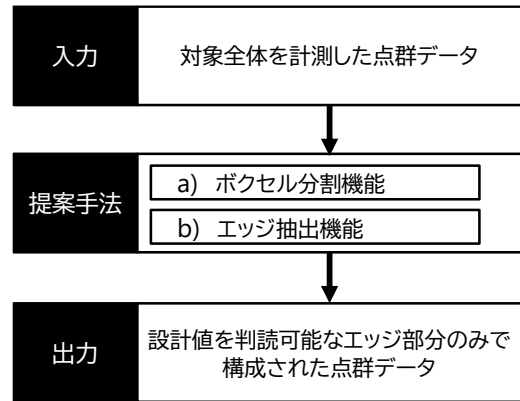 入力
対象全体を計測した点群データ
提案手法
a) ボクセル分割機能
b) エッジ抽出機能
出力
設計値を判読可能なエッジ部分のみで
構成された点群データ